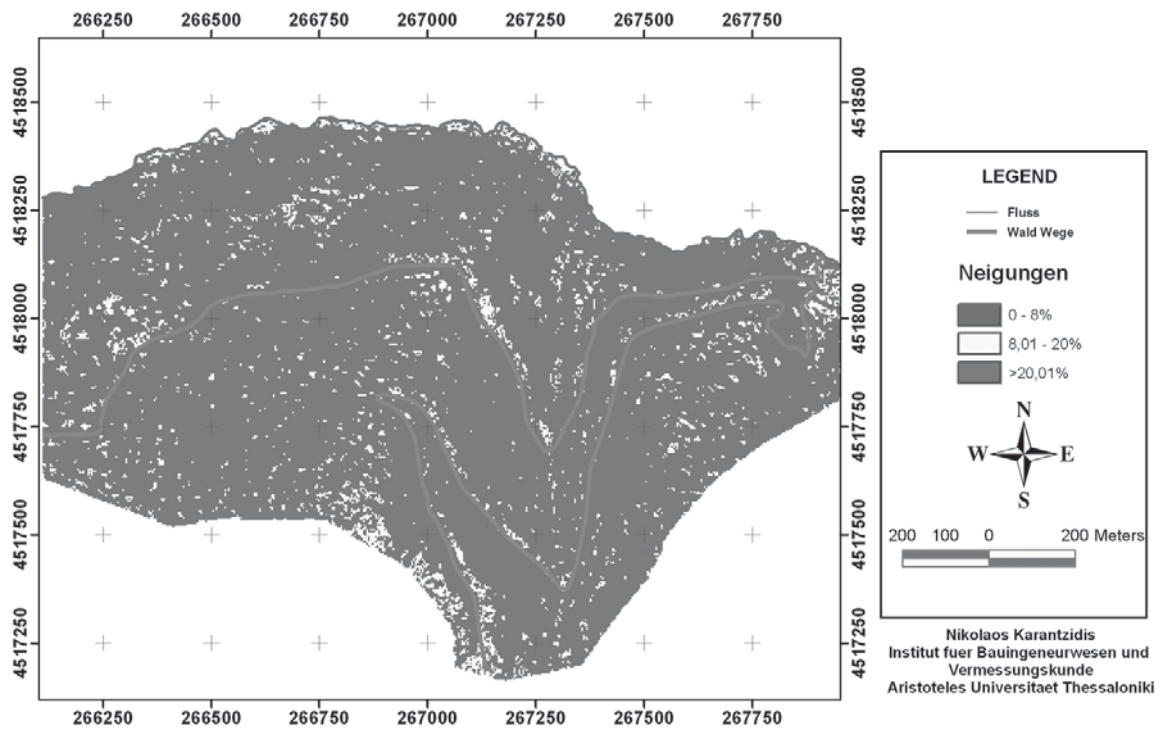 266250 266500 266750 267000 267250 267500 267750
4518500 4518500
4518250 4518250
4518000 4518000
4517750 4517750
4517500 4517500
4517250 4517250
266250 266500 266750 267000 267250 267500 267750
LEGEND
Fluss
Wald Wege
Neigungen
0 - 8%
8,01 - 20%
>20,01%
N
W E
S
200 100 0 200 Meters
Nikolaos Karantzidis
Institut fuer Bauingeneurwesen und
Vermessungskunde
Aristoteles Universitaet Thessaloniki